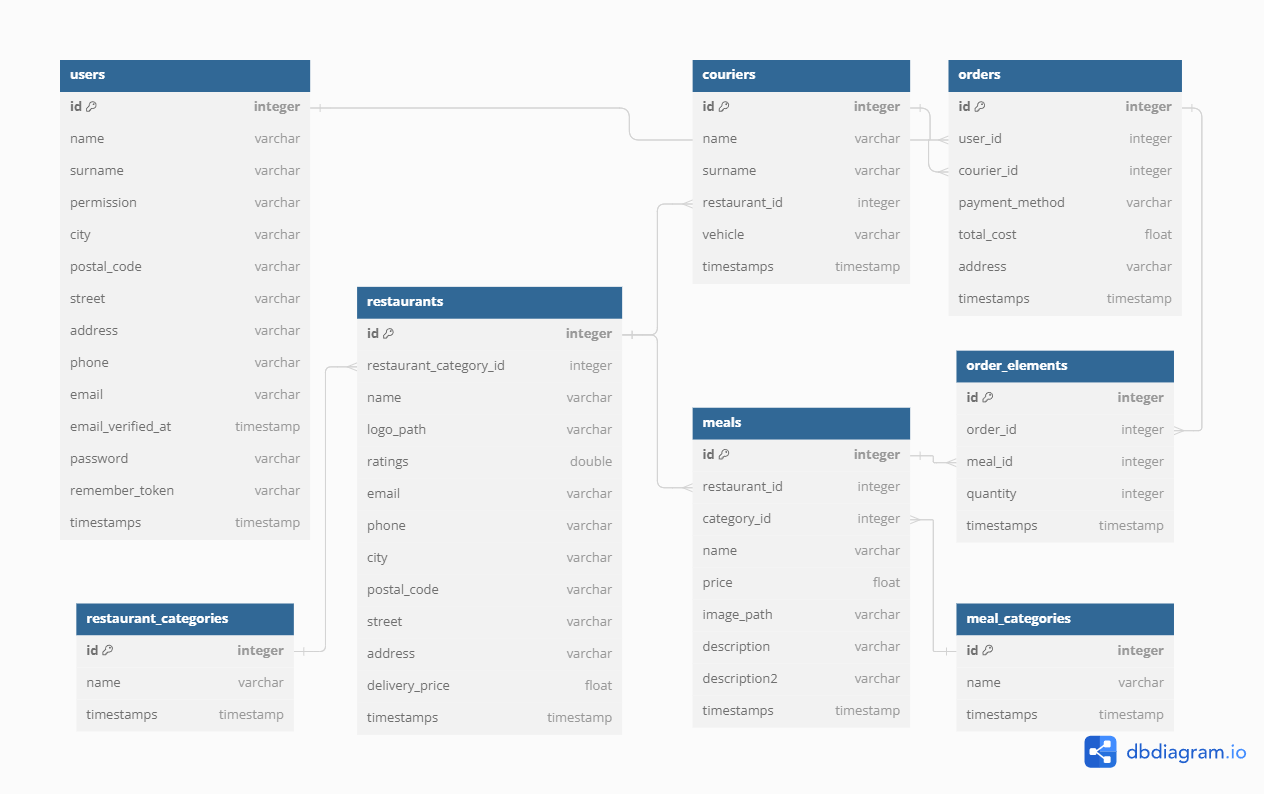 users
id integer
name varchar
surname varchar
permission varchar
city varchar
postal_code varchar
street varchar
address varchar
phone varchar
email varchar
email_verified_at timestamp
password varchar
remember_token varchar
timestamps timestamp
restaurant_categories
id integer
name varchar
timestamps timestamp
restaurants
id integer
restaurant_category_id integer
name varchar
logo_path varchar
ratings double
email varchar
phone varchar
city varchar
postal_code varchar
street varchar
address varchar
delivery_price float
timestamps timestamp
couriers
id integer
name varchar
surname varchar
restaurant_id integer
vehicle varchar
timestamps timestamp
meals
id integer
restaurant_id integer
category_id integer
name varchar
price float
image_path varchar
description varchar
description2 varchar
timestamps timestamp
orders
id integer
user_id integer
courier_id integer
payment_method varchar
total_cost float
address varchar
timestamps timestamp
order_elements
id integer
order_id integer
meal_id integer
quantity integer
timestamps timestamp
meal_categories
id integer
name varchar
timestamps timestamp
dbdiagram.io